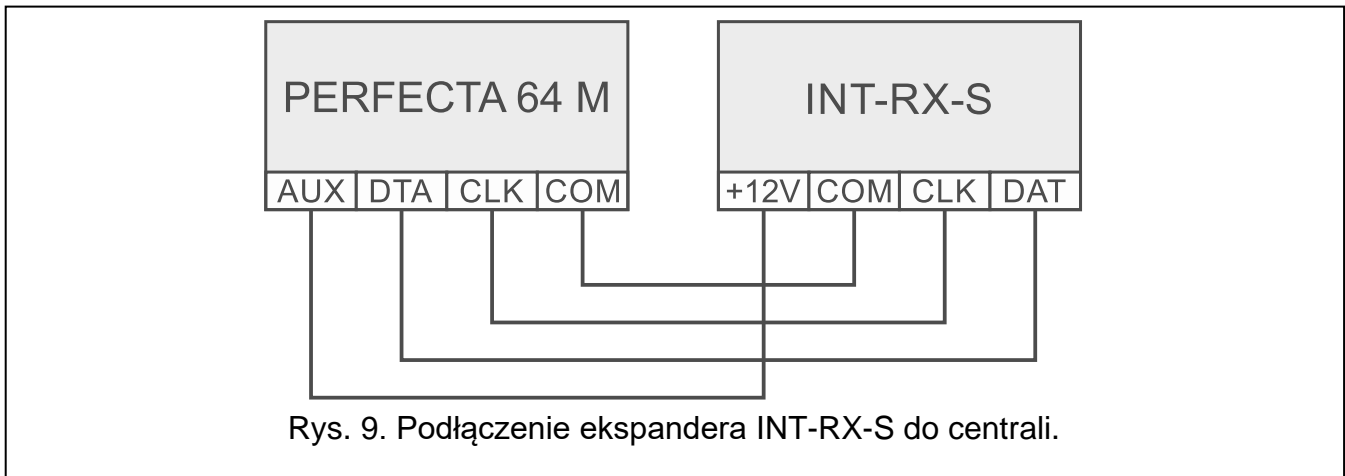 PERFECTA 64 M
INT-RX-S
AUX DTA CLK COM
+12V COM CLK DAT
Rys. 9. Podłączenie ekspandera INT-RX-S do centrali.